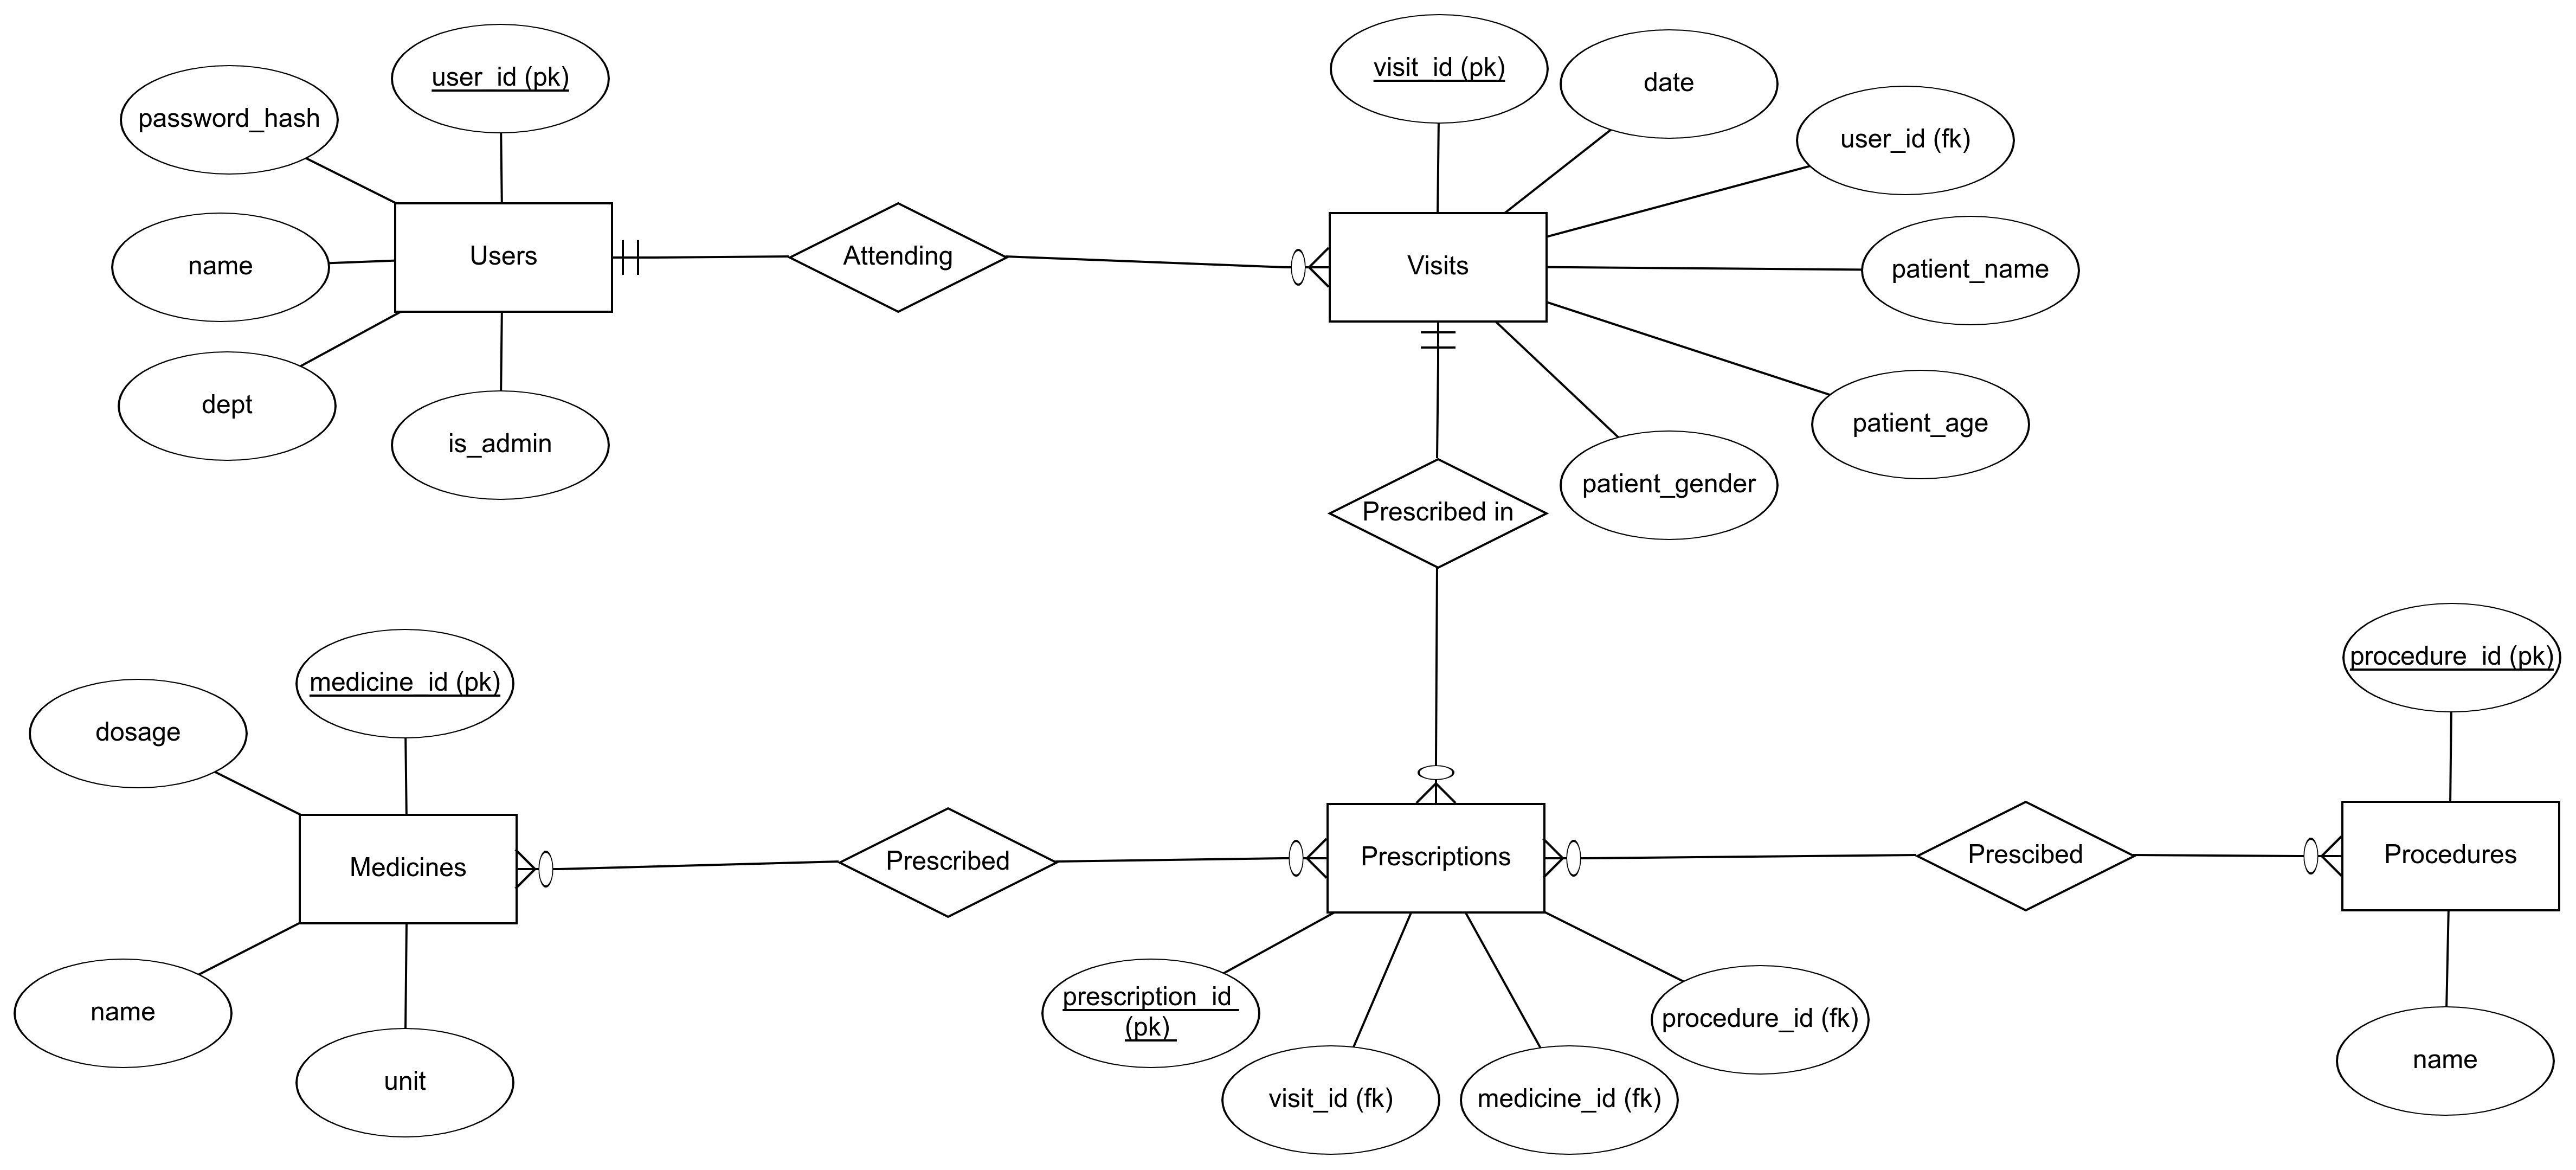 user_id (pk)
password_hash
name
Users
dept
is_admin
Attending
visit_id (pk)
date
user_id (fk)
patient_name
Visits
patient_age
patient_gender
Prescribed in
medicine_id (pk)
dosage
Medicines
name
unit
Prescribed
Prescriptions
prescription_id
(pk)
visit_id (fk)
medicine_id (fk)
procedure_id (fk)
Prescibed
procedure_id (pk)
Procedures
name